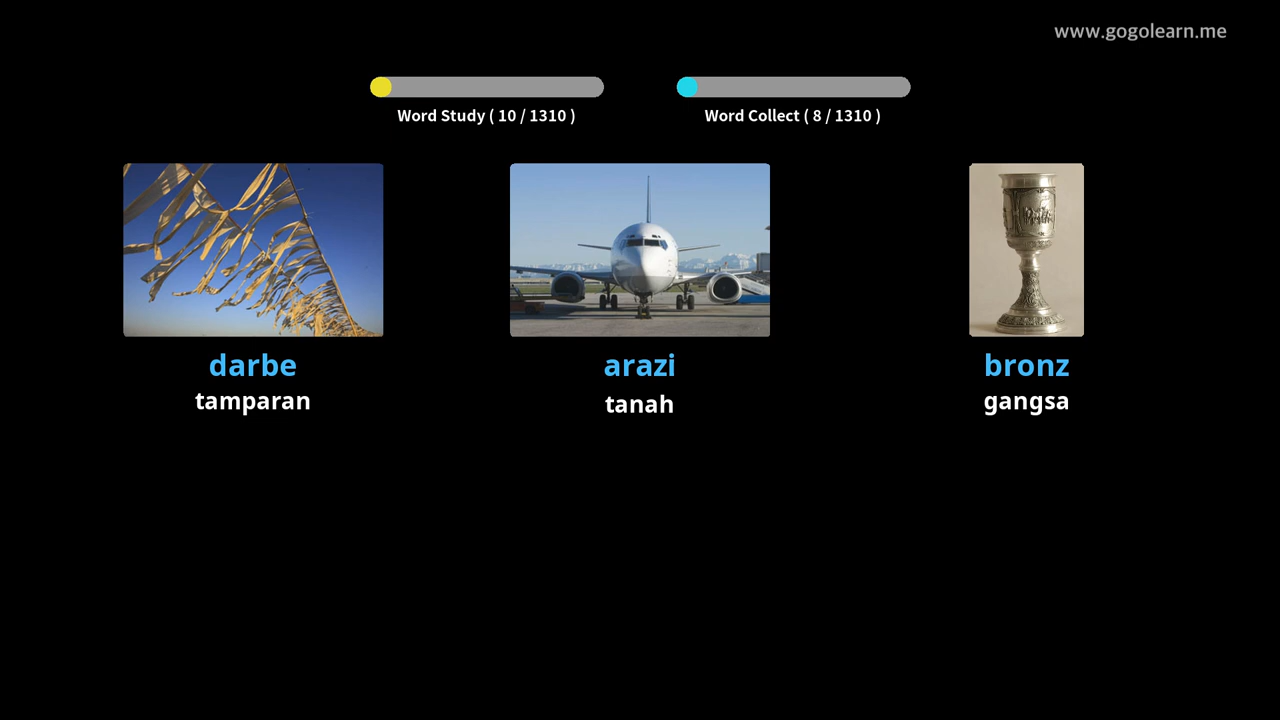 www.gogolearn.me
Word Study ( 10 / 1310 )
Word Collect ( 8 / 1310 )
darbe
tamparan
arazi
tanah
bronz
gangsa